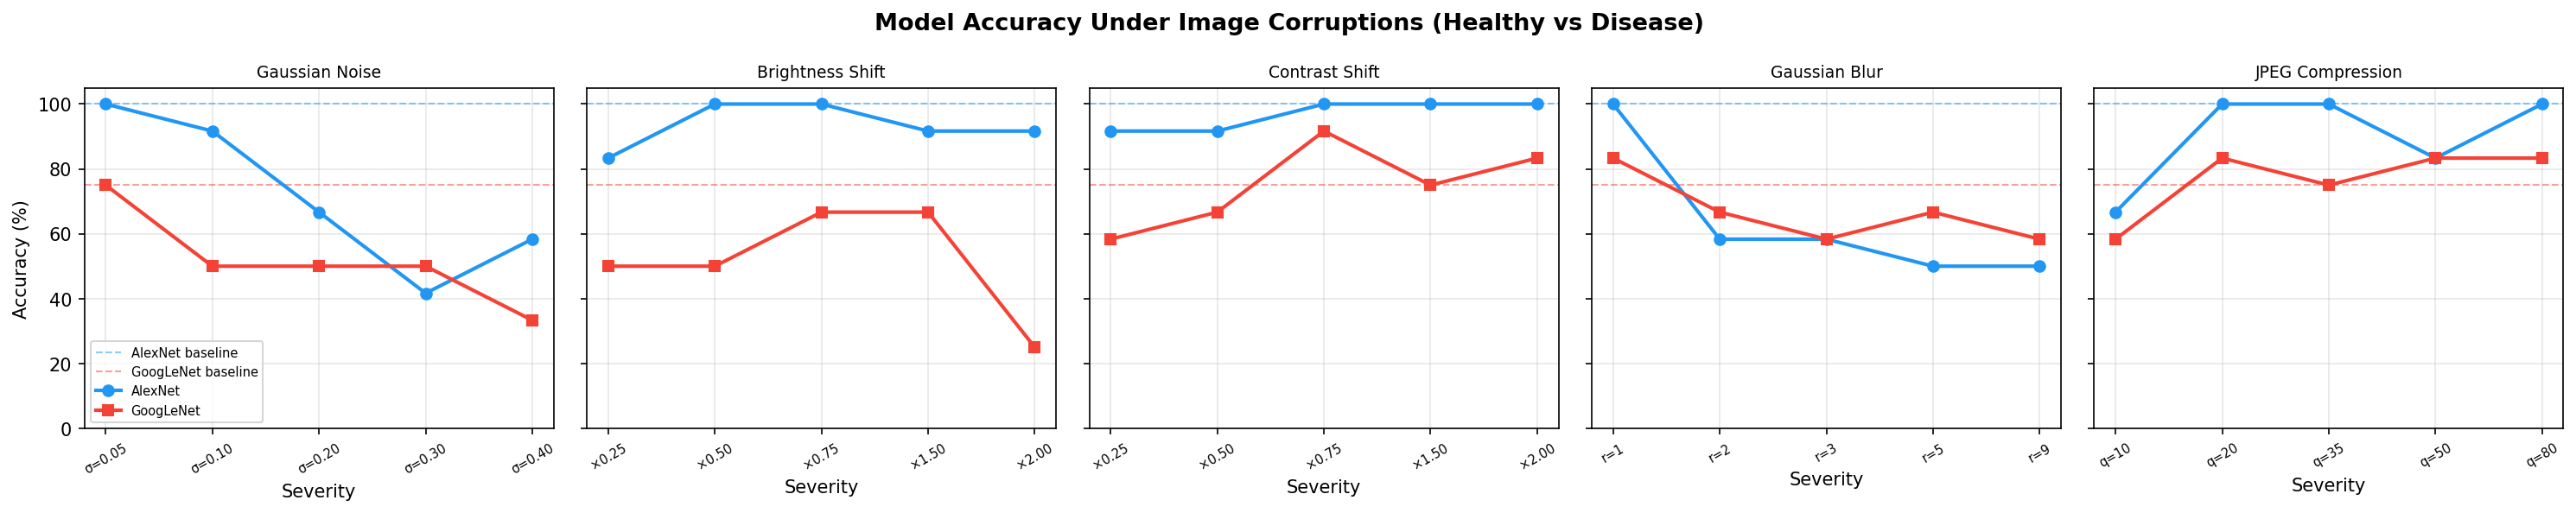 Model Accuracy Under Image Corruptions (Healthy vs Disease)
Gaussian Noise
Accuracy (%)
100
80
60
40
20
0
AlexNet baseline
GoogLeNet baseline
AlexNet
GoogLeNet
σ=0.05
σ=0.10
σ=0.20
σ=0.30
σ=0.40
Severity
Brightness Shift
×0.25
×0.50
×0.75
×1.50
×2.00
Severity
Contrast Shift
×0.25
×0.50
×0.75
×1.50
×2.00
Severity
Gaussian Blur
r=1
r=2
r=3
r=5
r=9
Severity
JPEG Compression
q=10
q=20
q=35
q=50
q=80
Severity